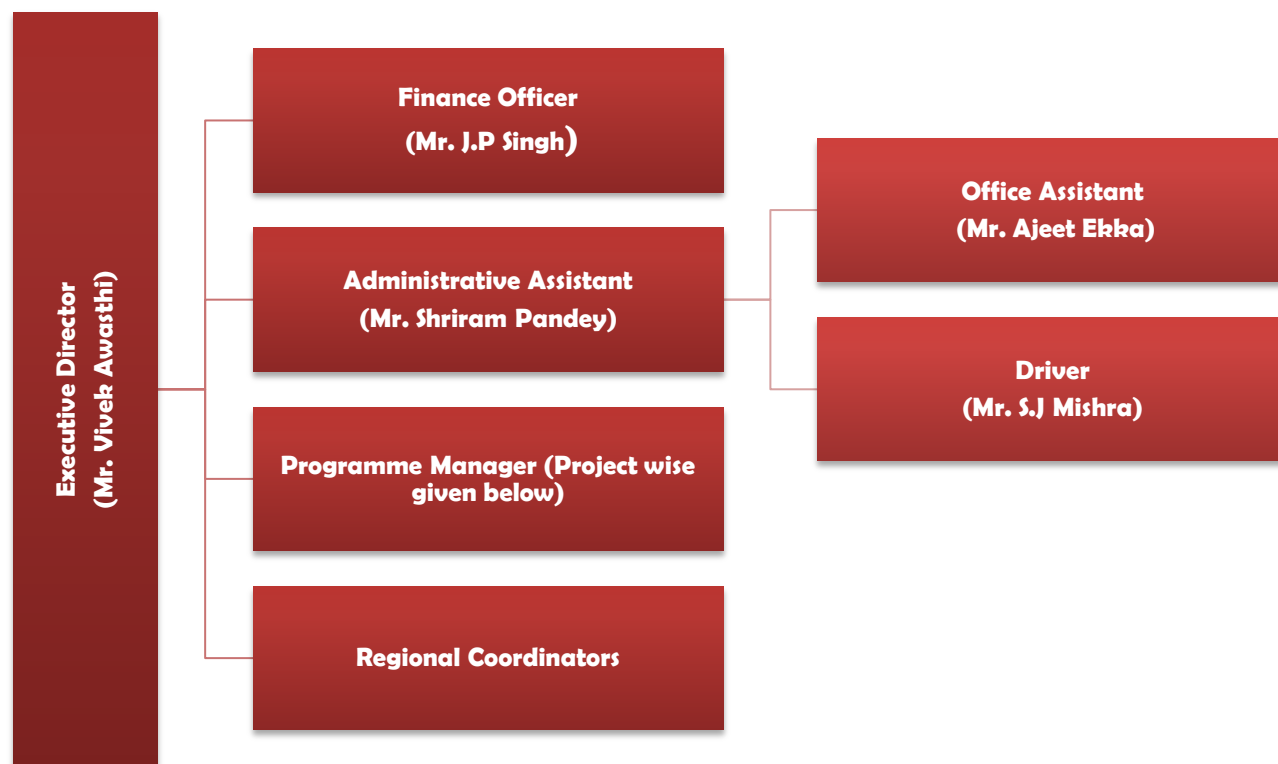 Executive Director
(Mr. Vivek Awasthi)
Finance Officer
(Mr. J.P Singh)
Administrative Assistant
(Mr. Shriram Pandey)
Programme Manager (Project wise
given below)
Regional Coordinators
Office Assistant
(Mr. Ajeet Ekka)
Driver
(Mr. S.J Mishra)